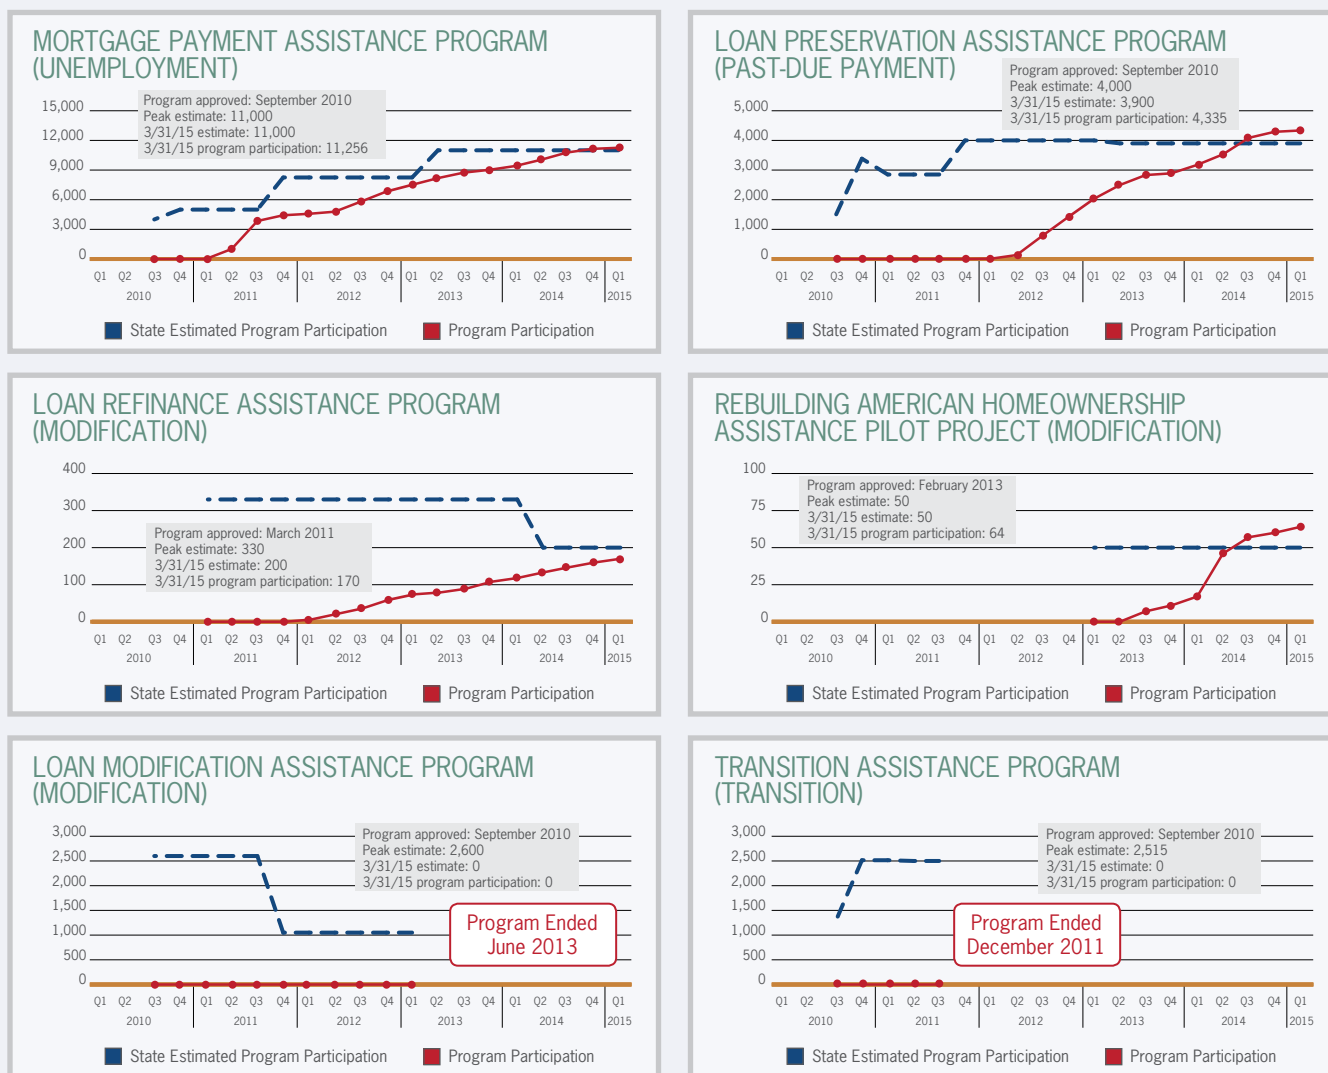 MORTGAGE PAYMENT ASSISTANCE PROGRAM
(UNEMPLOYMENT)
Program approved: September 2010
Peak estimate: 11,000
3/31/15 estimate: 11,000
3/31/15 program participation: 11,256
15,000
12,000
9,000
6,000
3,000
0
Q1 Q2 Q3 Q4 Q1 Q2 Q3 Q4 Q1 Q2 Q3 Q4 Q1 Q2 Q3 Q4 Q1 Q2 Q3 Q4 Q1
2010 2011 2012 2013 2014 2015
State Estimated Program Participation Program Participation
LOAN PRESERVATION ASSISTANCE PROGRAM
(PAST-DUE PAYMENT)
Program approved: September 2010
Peak estimate: 4,000
3/31/15 estimate: 3,900
3/31/15 program participation: 4,335
5,000
4,000
3,000
2,000
1,000
0
Q1 Q2 Q3 Q4 Q1 Q2 Q3 Q4 Q1 Q2 Q3 Q4 Q1 Q2 Q3 Q4 Q1 Q2 Q3 Q4 Q1
2010 2011 2012 2013 2014 2015
State Estimated Program Participation Program Participation
LOAN REFINANCE ASSISTANCE PROGRAM
(MODIFICATION)
400
300
200
100
0
Program approved: March 2011
Peak estimate: 330
3/31/15 estimate: 200
3/31/15 program participation: 170
Q1 Q2 Q3 Q4 Q1 Q2 Q3 Q4 Q1 Q2 Q3 Q4 Q1 Q2 Q3 Q4 Q1 Q2 Q3 Q4 Q1
2010 2011 2012 2013 2014 2015
State Estimated Program Participation Program Participation
REBUILDING AMERICAN HOMEOWNERSHIP
ASSISTANCE PILOT PROJECT (MODIFICATION)
100
75
50
25
0
Program approved: February 2013
Peak estimate: 50
3/31/15 estimate: 50
3/31/15 program participation: 64
Q1 Q2 Q3 Q4 Q1 Q2 Q3 Q4 Q1 Q2 Q3 Q4 Q1 Q2 Q3 Q4 Q1 Q2 Q3 Q4 Q1
2010 2011 2012 2013 2014 2015
State Estimated Program Participation Program Participation
LOAN MODIFICATION ASSISTANCE PROGRAM
(MODIFICATION)
3,000
2,500
2,000
1,500
1,000
500
0
Program approved: September 2010
Peak estimate: 2,600
3/31/15 estimate: 0
3/31/15 program participation: 0
Program Ended
June 2013
Q1 Q2 Q3 Q4 Q1 Q2 Q3 Q4 Q1 Q2 Q3 Q4 Q1 Q2 Q3 Q4 Q1 Q2 Q3 Q4 Q1
2010 2011 2012 2013 2014 2015
State Estimated Program Participation Program Participation
TRANSITION ASSISTANCE PROGRAM
(TRANSITION)
3,000
2,500
2,000
1,500
1,000
500
0
Program approved: September 2010
Peak estimate: 2,515
3/31/15 estimate: 0
3/31/15 program participation: 0
Program Ended
December 2011
Q1 Q2 Q3 Q4 Q1 Q2 Q3 Q4 Q1 Q2 Q3 Q4 Q1 Q2 Q3 Q4 Q1 Q2 Q3 Q4 Q1
2010 2011 2012 2013 2014 2015
State Estimated Program Participation Program Participation